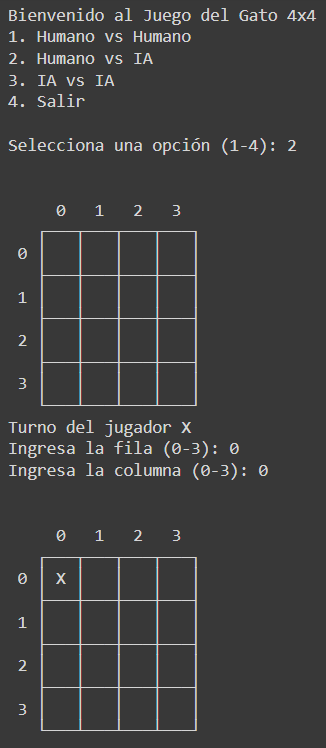 Bienvenido al Juego del Gato 4x4
1. Humano vs Humano
2. Humano vs IA
3. IA vs IA
4. Salir
Selecciona una opción (1-4): 2
0 1 2 3
0
1
2
3
Turno del jugador X
Ingresa la fila (0-3): 0
Ingresa la columna (0-3): 0
0 1 2 3
0 X
1
2
3